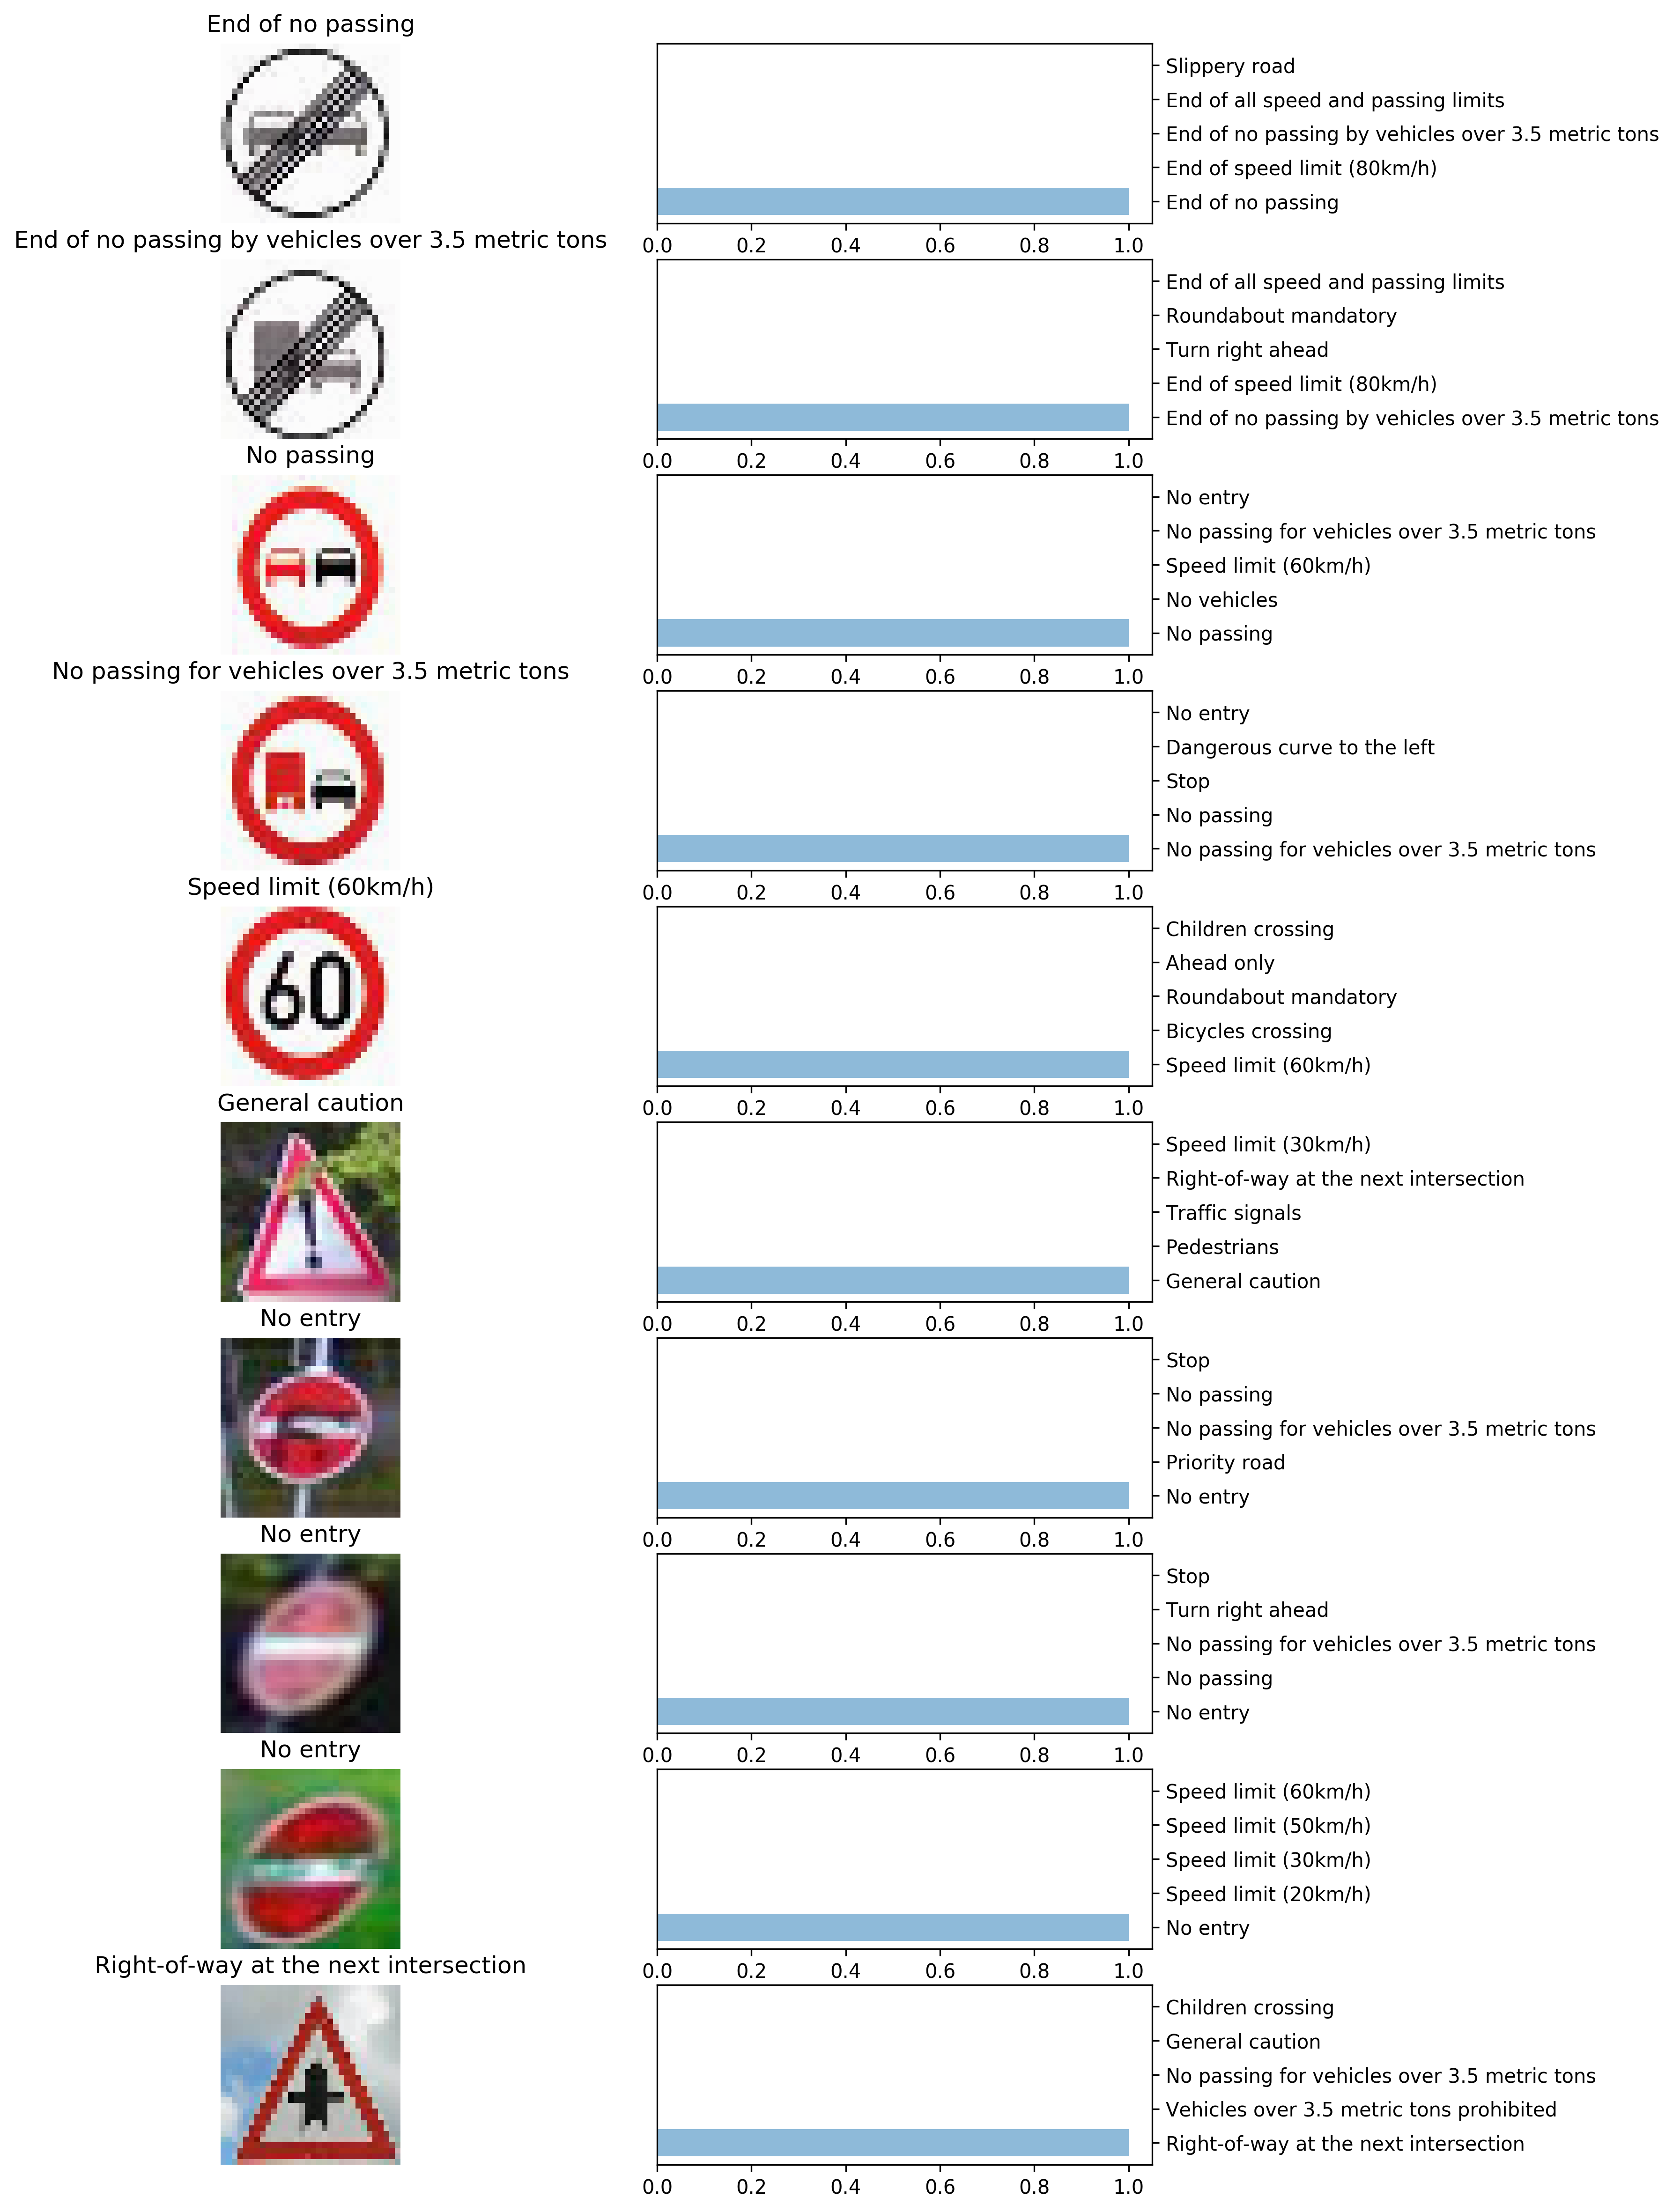 End of no passing
Slippery road
End of all speed and passing limits
End of no passing by vehicles over 3.5 metric tons
End of speed limit (80km/h)
End of no passing
0.0 0.2 0.4 0.6 0.8 1.0
End of no passing by vehicles over 3.5 metric tons
End of all speed and passing limits
Roundabout mandatory
Turn right ahead
End of speed limit (80km/h)
End of no passing by vehicles over 3.5 metric tons
0.0 0.2 0.4 0.6 0.8 1.0
No passing
No entry
No passing for vehicles over 3.5 metric tons
Speed limit (60km/h)
No vehicles
No passing
0.0 0.2 0.4 0.6 0.8 1.0
No passing for vehicles over 3.5 metric tons
No entry
Dangerous curve to the left
Stop
No passing
No passing for vehicles over 3.5 metric tons
0.0 0.2 0.4 0.6 0.8 1.0
Speed limit (60km/h)
60
Children crossing
Ahead only
Roundabout mandatory
Bicycles crossing
Speed limit (60km/h)
0.0 0.2 0.4 0.6 0.8 1.0
General caution
!
Speed limit (30km/h)
Right-of-way at the next intersection
Traffic signals
Pedestrians
General caution
0.0 0.2 0.4 0.6 0.8 1.0
No entry
Stop
No passing
No passing for vehicles over 3.5 metric tons
Priority road
No entry
0.0 0.2 0.4 0.6 0.8 1.0
No entry
Stop
Turn right ahead
No passing for vehicles over 3.5 metric tons
No passing
No entry
0.0 0.2 0.4 0.6 0.8 1.0
No entry
Speed limit (60km/h)
Speed limit (50km/h)
Speed limit (30km/h)
Speed limit (20km/h)
No entry
0.0 0.2 0.4 0.6 0.8 1.0
Right-of-way at the next intersection
Children crossing
General caution
No passing for vehicles over 3.5 metric tons
Vehicles over 3.5 metric tons prohibited
Right-of-way at the next intersection
0.0 0.2 0.4 0.6 0.8 1.0